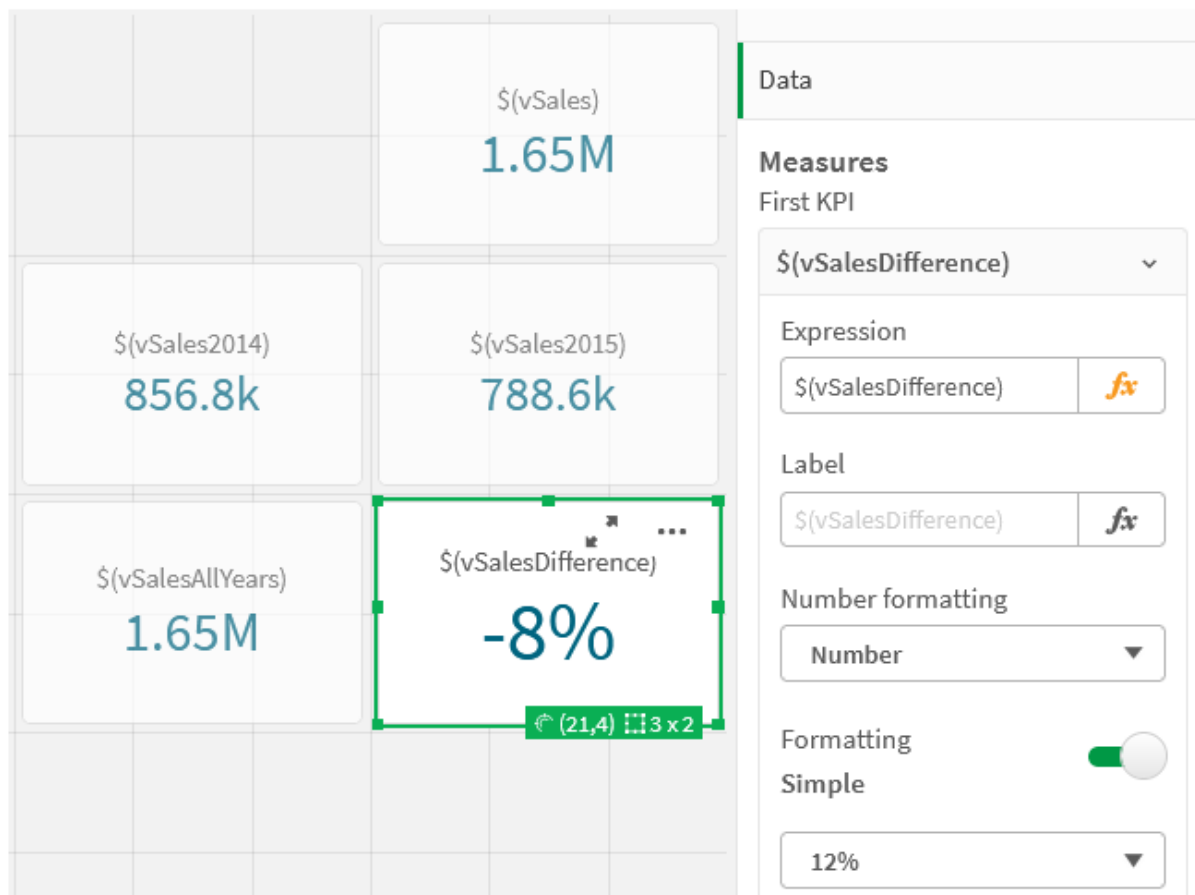 $(vSales)
1.65M
$(vSales2014)
856.8k
$(vSales2015)
788.6k
$(vSalesAllYears)
1.65M
$(vSalesDifference)
-8%
(21,4) 3 x 2
Data
Measures
First KPI
$(vSalesDifference)
Expression
$(vSalesDifference)
fx
Label
$(vSalesDifference)
fx
Number formatting
Number
Formatting
Simple
12%